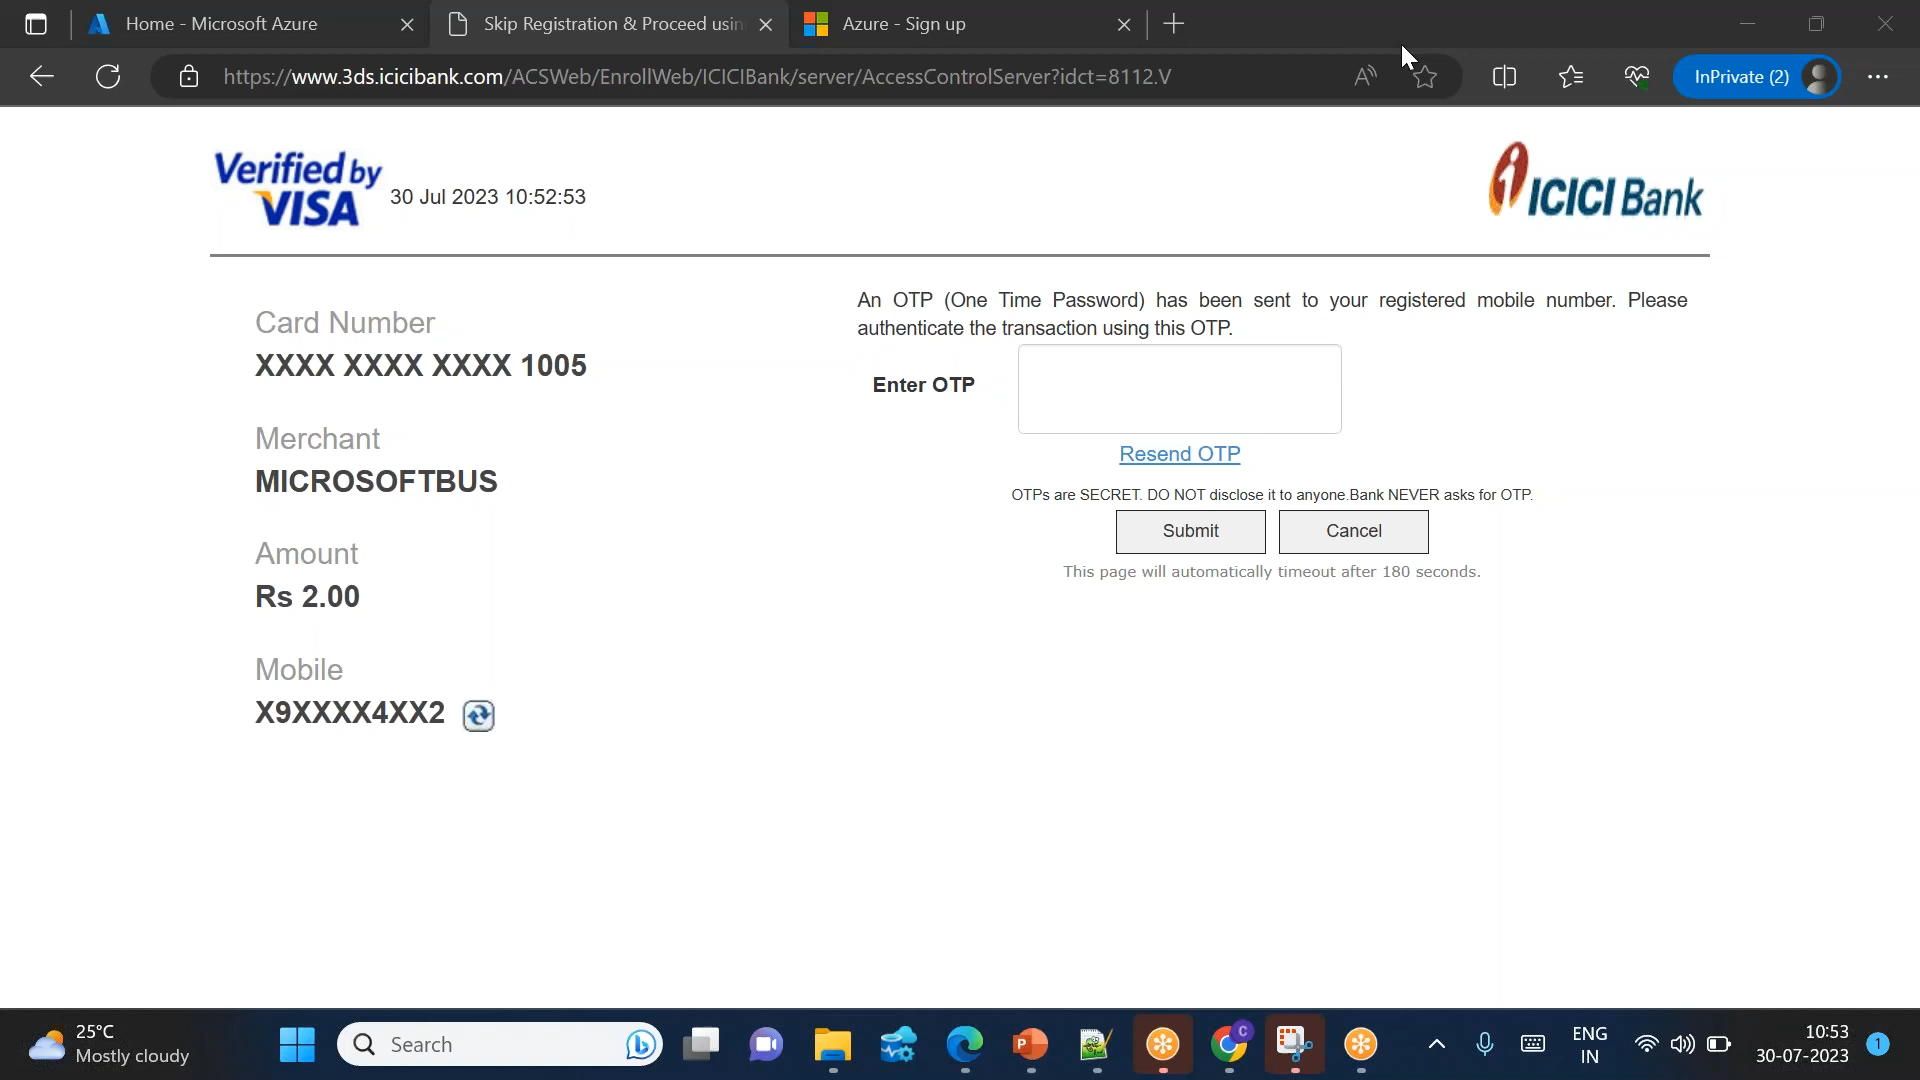 Home - Microsoft Azure
Skip Registration & Proceed usin
Azure - Sign up
https://www.3ds.icicibank.com/ACSWeb/EnrollWeb/ICICIBank/server/AccessControlServer?idct=8112.V
InPrivate (2)
Verified by
VISA
30 Jul 2023 10:52:53
ICICI Bank
Card Number
XXXX XXXX XXXX 1005
Merchant
MICROSOFTBUS
Amount
Rs 2.00
Mobile
X9XXXX4XX2
An OTP (One Time Password) has been sent to your registered mobile number. Please
authenticate the transaction using this OTP.
Enter OTP
Resend OTP
OTPs are SECRET. DO NOT disclose it to anyone.Bank NEVER asks for OTP.
Submit
Cancel
This page will automatically timeout after 180 seconds.
25°C
Mostly cloudy
Search
C
ENG
IN
10:53
30-07-2023
1